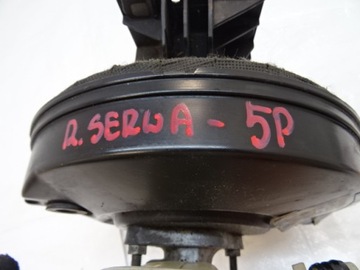 R. SERWA - 5P